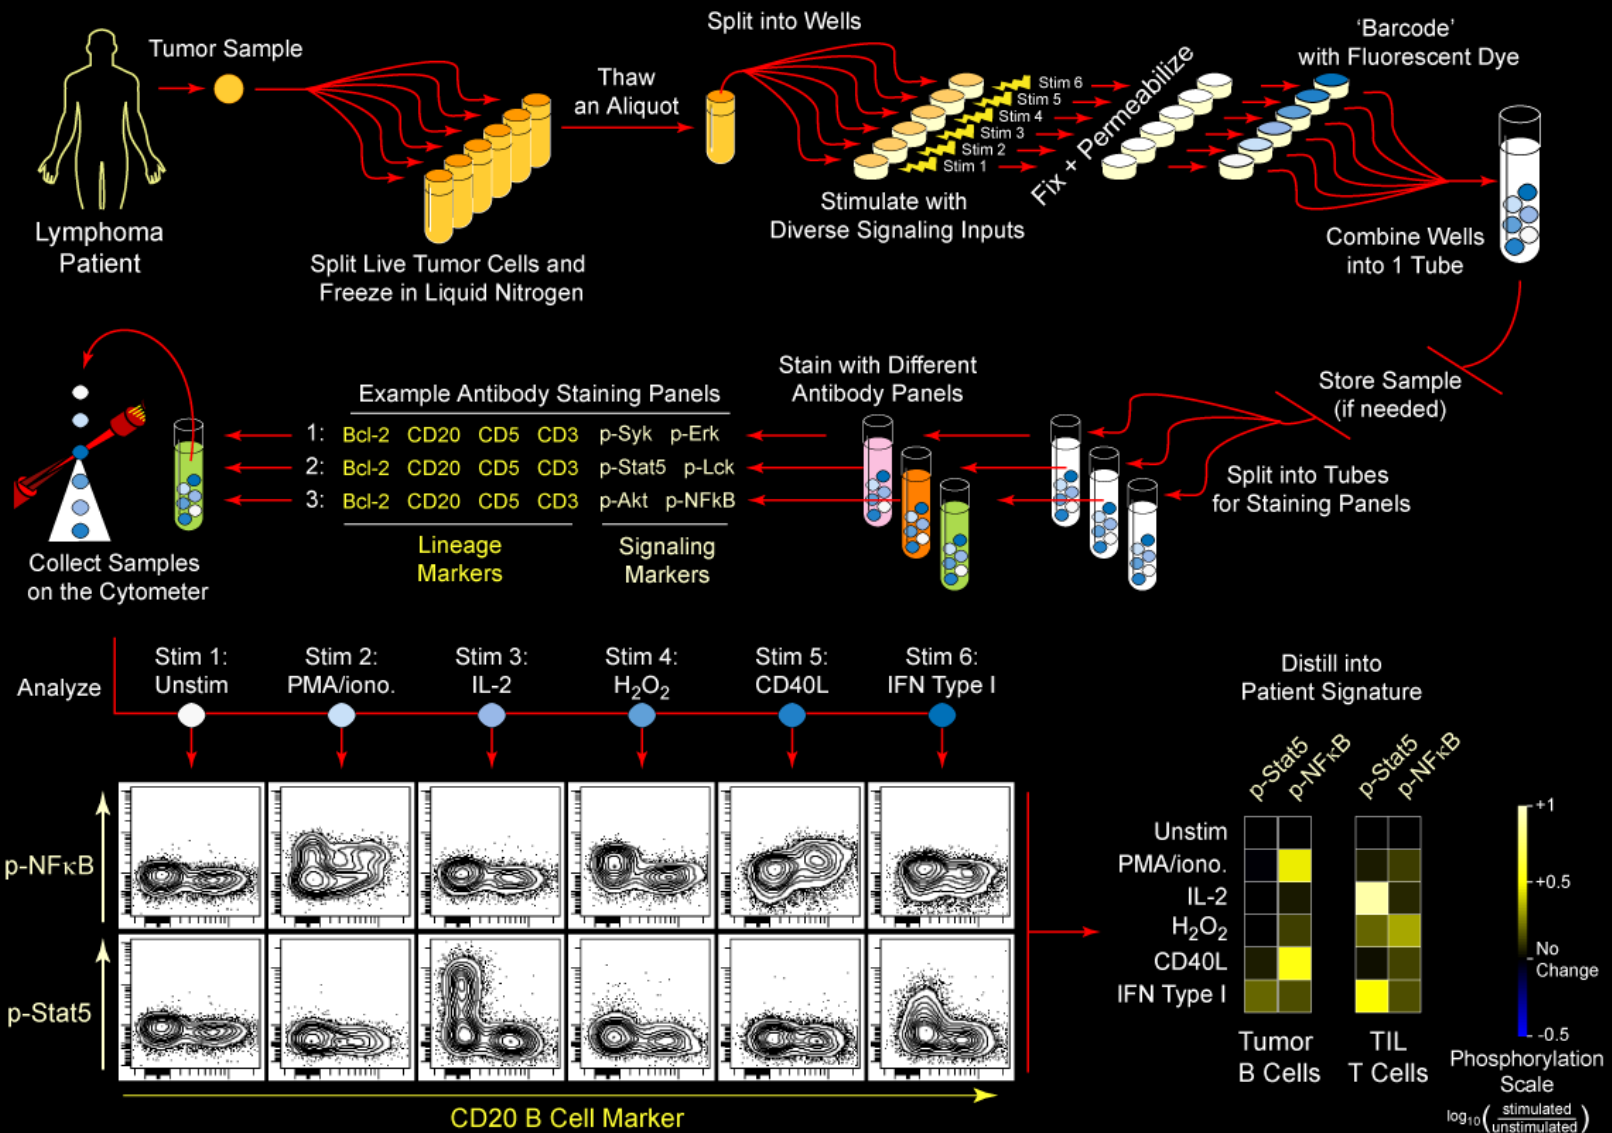 Split into Wells
'Barcode'
with Fluorescent Dye
Tumor Sample
Thaw
an Aliquot
Stim 6
Stim 5
Stim 4
Stim 3
Stim 2
Stim 1
Fix + Permeabilize
Lymphoma
Patient
Split Live Tumor Cells and
Freeze in Liquid Nitrogen
Stimulate with
Diverse Signaling Inputs
Combine Wells
into 1 Tube
Store Sample
(if needed)
Split into Tubes
for Staining Panels
Stain with Different
Antibody Panels
Example Antibody Staining Panels
1: Bcl-2 CD20 CD5 CD3 p-Syk p-Erk
2: Bcl-2 CD20 CD5 CD3 p-Stat5 p-Lck
3: Bcl-2 CD20 CD5 CD3 p-Akt p-NFkB
Lineage
Markers
Signaling
Markers
Collect Samples
on the Cytometer
Analyze
Stim 1:
Unstim
Stim 2:
PMA/iono.
Stim 3:
IL-2
Stim 4:
H₂O₂
Stim 5:
CD40L
Stim 6:
IFN Type I
p-NFκB
p-Stat5
CD20 B Cell Marker
Distill into
Patient Signature
p-Stat5
p-NFκB
p-Stat5
p-NFκB
Unstim
PMA/iono.
IL-2
H₂O₂
CD40L
IFN Type I
Tumor
B Cells
TIL
T Cells
+1
+0.5
No
Change
-0.5
Phosphorylation
Scale
log₁₀(stimulated/unstimulated)